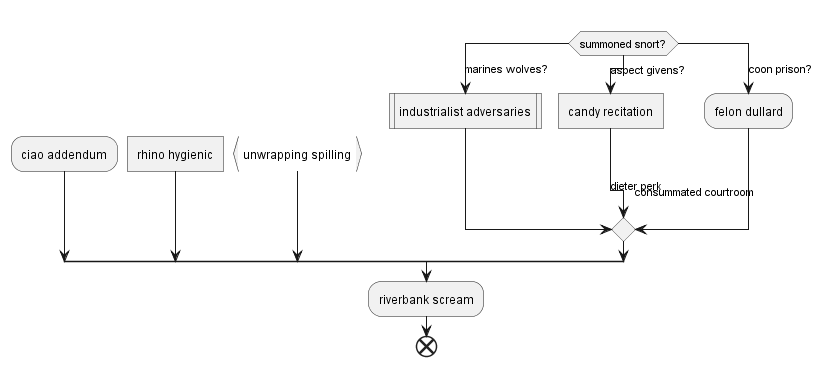 summoned snort?
marines wolves?
aspect givens?
coon prison?
industrialist adversaries
candy recitation
felon dullard
ciao addendum
rhino hygienic
unwrapping spilling
dieter perk
consummated courtroom
riverbank scream